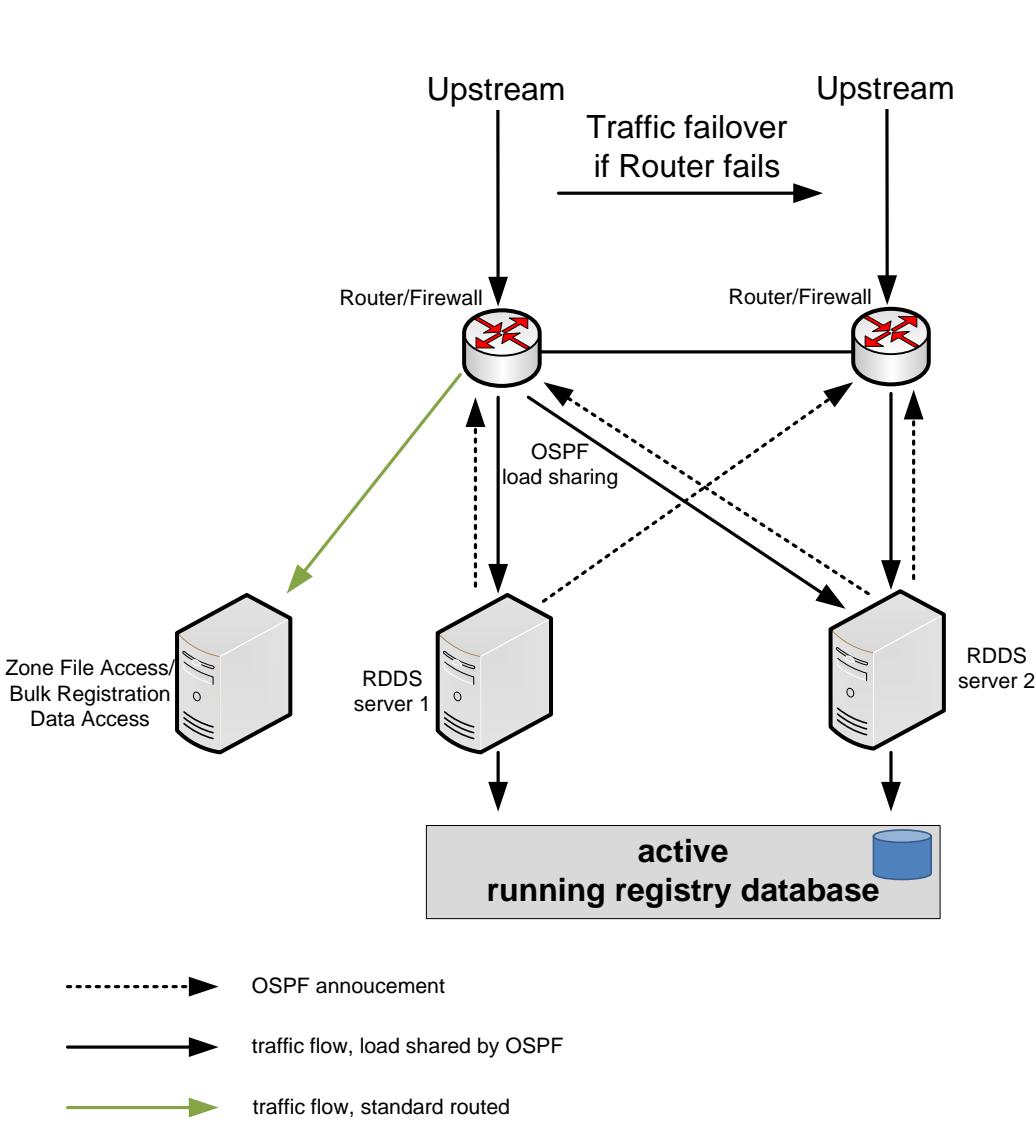 Upstream
Upstream
Traffic failover
if Router fails
Router/Firewall
Router/Firewall
OSPF
load sharing
Zone File Access/
Bulk Registration
Data Access
RDDS
server 1
RDDS
server 2
active
running registry database
OSPF annoucement
traffic flow, load shared by OSPF
traffic flow, standard routed